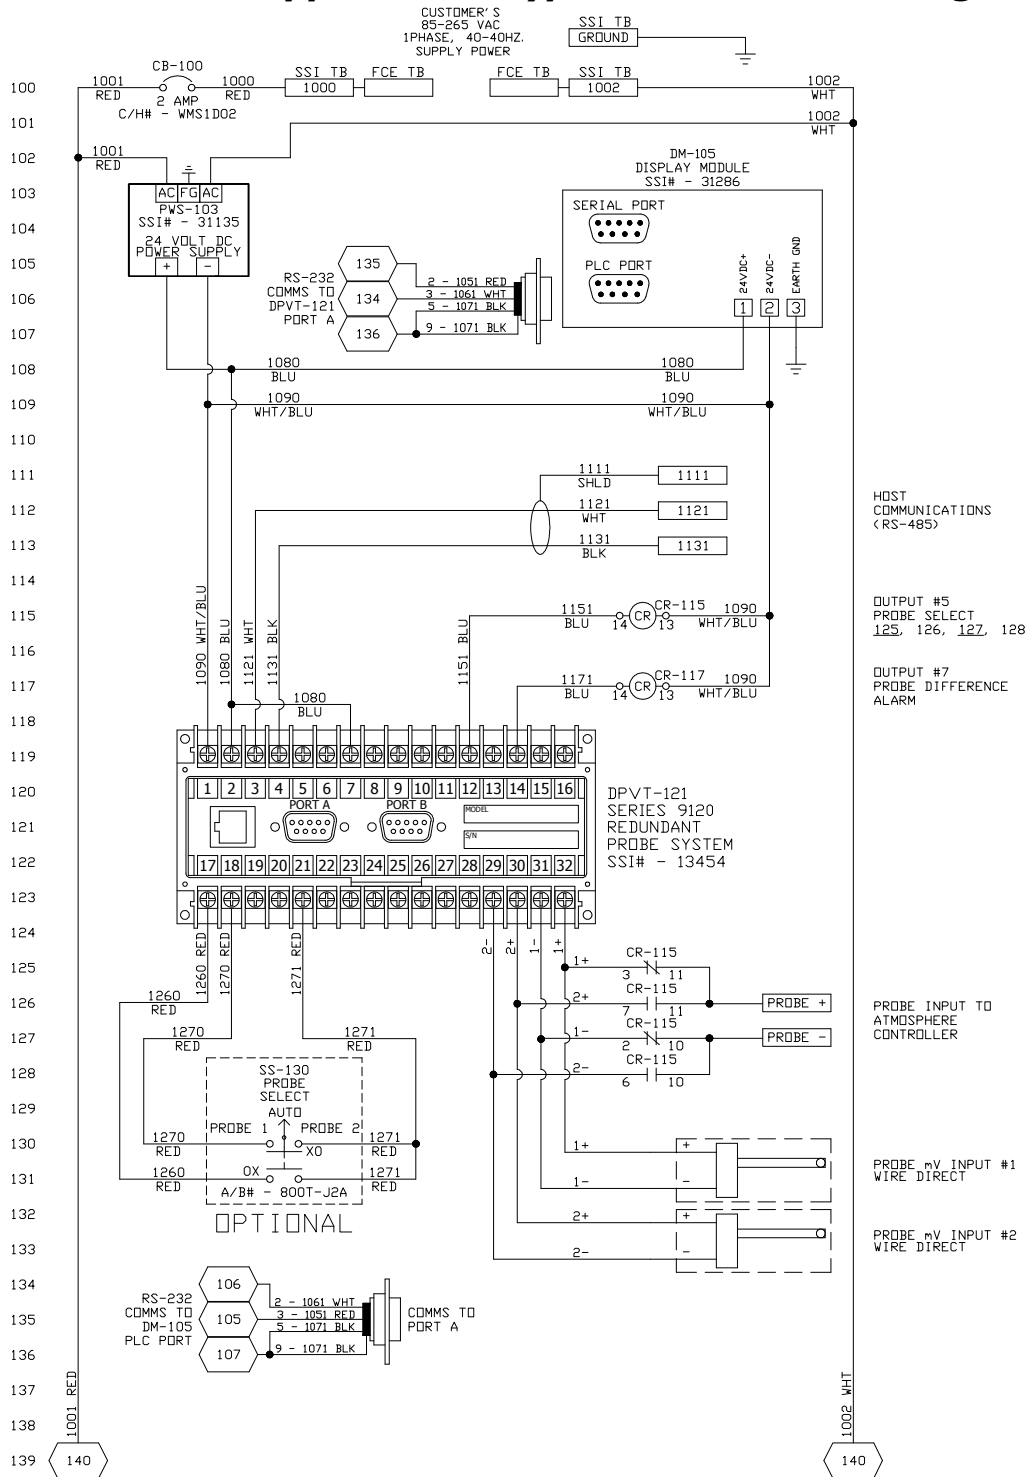 CUSTOMER'S
85-265 VAC
1PHASE, 40-40HZ.
SUPPLY POWER
SSI TB
GROUND
100
1001
RED
CB-100
2 AMP
C/H# - WMS1D02
1000
RED
SSI TB
1000
FCE TB
FCE TB
SSI TB
1002
1002
WHT
101
1002
WHT
102
1001
RED
103
AC FG AC
PWS-103
SSI# - 31135
24 VOLT DC
POWER SUPPLY
+ -
DM-105
DISPLAY MODULE
SSI# - 31286
SERIAL PORT
PLC PORT
24VDC+
24VDC-
EARTH GND
1 2 3
104
105
106
107
RS-232
COMMS TO
DPVT-121
PORT A
135
134
136
2 - 1051 RED
3 - 1061 WHT
5 - 1071 BLK
9 - 1071 BLK
108
1080
BLU
1080
BLU
109
1090
WHT/BLU
1090
WHT/BLU
110
111
1111
SHLD
1111
112
1121
WHT
1121
113
1131
BLK
1131
HOST
COMMUNICATIONS
(RS-485)
114
115
1151
BLU
14
CR
CR-115
13
1090
WHT/BLU
OUTPUT #5
PROBE SELECT
125, 126, 127, 128
116
117
1171
BLU
14
CR
CR-117
13
1090
WHT/BLU
OUTPUT #7
PROBE DIFFERENCE
ALARM
1090 WHT/BLU
1080 BLU
1121 WHT
1131 BLK
1151 BLU
1080
BLU
118
119
120
1 2 3 4 5 6 7 8 9 10 11 12 13 14 15 16
PORT A
PORT B
MODEL
S/N
DPVT-121
SERIES 9120
REDUNDANT
PROBE SYSTEM
SSI# - 13454
121
122
17 18 19 20 21 22 23 24 25 26 27 28 29 30 31 32
123
124
1260 RED
1270 RED
1271 RED
2-
2+
1-
1+
125
1+
CR-115
3 11
126
1260
RED
2+
CR-115
7 11
PROBE +
127
1270
RED
1271
RED
1-
CR-115
2 10
PROBE -
PROBE INPUT TO
ATMOSPHERE
CONTROLLER
128
2-
CR-115
6 10
SS-130
PROBE
SELECT
AUTO
PROBE 1 PROBE 2
129
130
1270
RED
XO
1271
RED
131
1260
RED
OX
1271
RED
A/B# - 800T-J2A
OPTIONAL
1+
+
1-
-
PROBE mV INPUT #1
WIRE DIRECT
132
2+
+
133
2-
-
PROBE mV INPUT #2
WIRE DIRECT
134
135
136
RS-232
COMMS TO
DM-105
PLC PORT
106
105
107
2 - 1061 WHT
3 - 1051 RED
5 - 1071 BLK
9 - 1071 BLK
COMMS TO
PORT A
137
138
1001 RED
1002 WHT
139
140
140